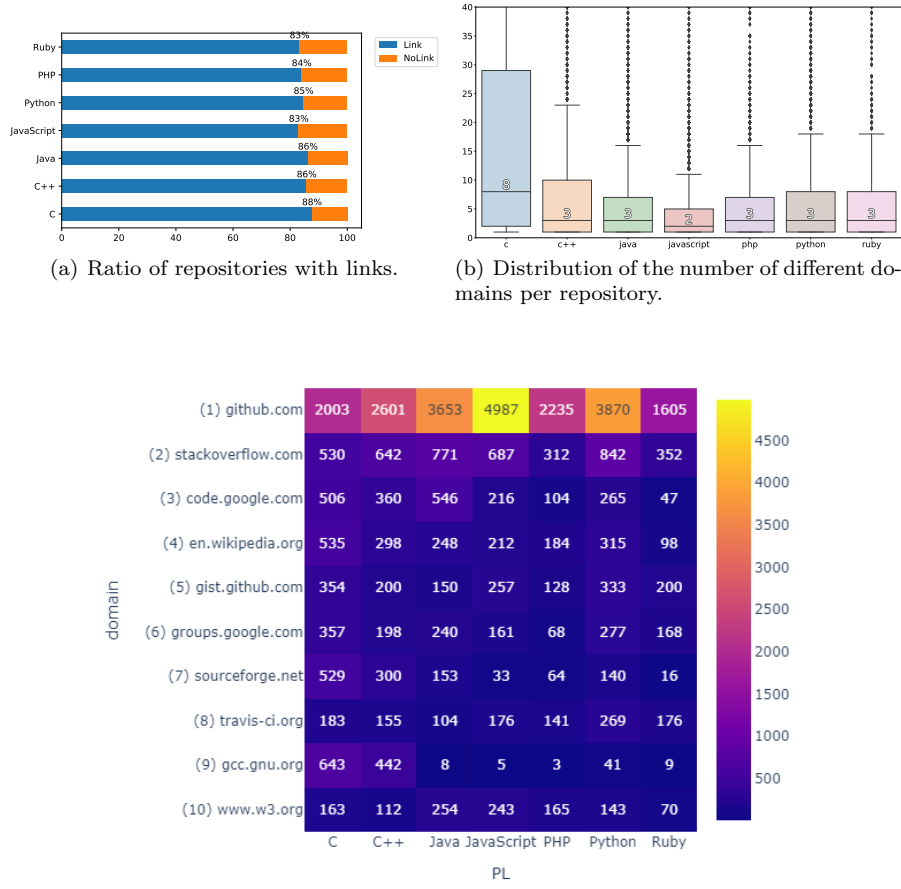 83%
Ruby
84%
PHP
85%
Python
83%
JavaScript
86%
Java
86%
C++
88%
C
0 20 40 60 80 100
Link
NoLink
(a) Ratio of repositories with links.
40
35
30
25
20
15
10
5
0
8 3 3 2 3 3 3
c c++ java javascript php python ruby
(b) Distribution of the number of different do-
mains per repository.
domain
(1) github.com 2003 2601 3653 4987 2235 3870 1605
(2) stackoverflow.com 530 642 771 687 312 842 352
(3) code.google.com 506 360 546 216 104 265 47
(4) en.wikipedia.org 535 298 248 212 184 315 98
(5) gist.github.com 354 200 150 257 128 333 200
(6) groups.google.com 357 198 240 161 68 277 168
(7) sourceforge.net 529 300 153 33 64 140 16
(8) travis-ci.org 183 155 104 176 141 269 176
(9) gcc.gnu.org 643 442 8 5 3 41 9
(10) www.w3.org 163 112 254 243 165 143 70
C C++ Java JavaScript PHP Python Ruby
PL
4500
4000
3500
3000
2500
2000
1500
1000
500